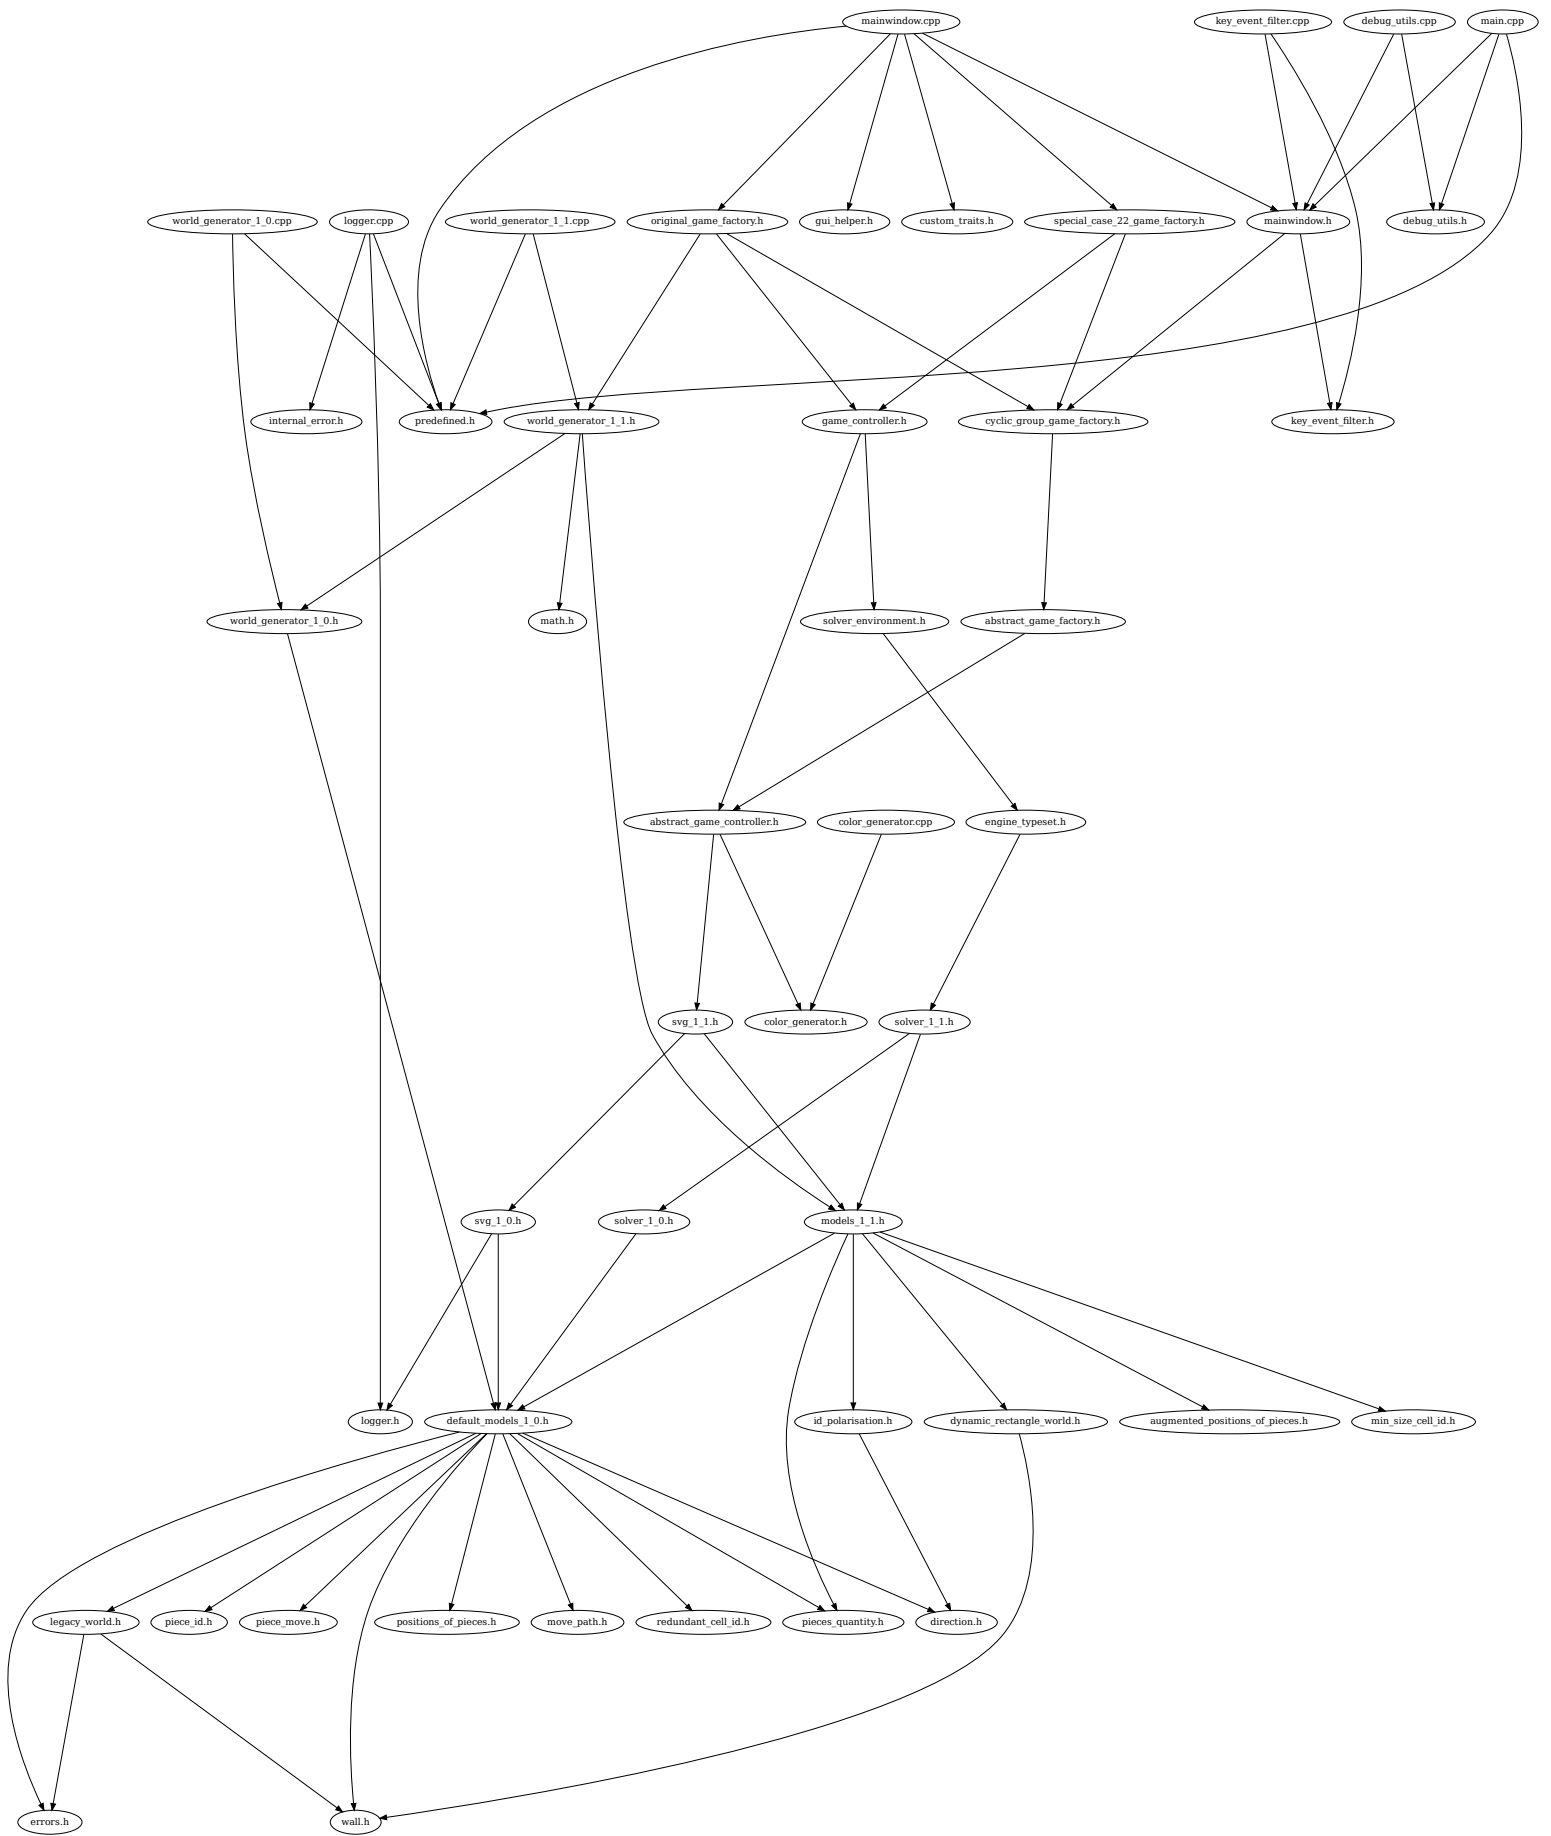 mainwindow.cpp
key_event_filter.cpp
debug_utils.cpp
main.cpp
world_generator_1_0.cpp
logger.cpp
world_generator_1_1.cpp
original_game_factory.h
gui_helper.h
custom_traits.h
special_case_22_game_factory.h
mainwindow.h
debug_utils.h
internal_error.h
predefined.h
world_generator_1_1.h
game_controller.h
cyclic_group_game_factory.h
key_event_filter.h
world_generator_1_0.h
math.h
solver_environment.h
abstract_game_factory.h
abstract_game_controller.h
color_generator.cpp
engine_typeset.h
svg_1_1.h
color_generator.h
solver_1_1.h
svg_1_0.h
solver_1_0.h
models_1_1.h
logger.h
default_models_1_0.h
id_polarisation.h
dynamic_rectangle_world.h
augmented_positions_of_pieces.h
min_size_cell_id.h
legacy_world.h
piece_id.h
piece_move.h
positions_of_pieces.h
move_path.h
redundant_cell_id.h
pieces_quantity.h
direction.h
errors.h
wall.h